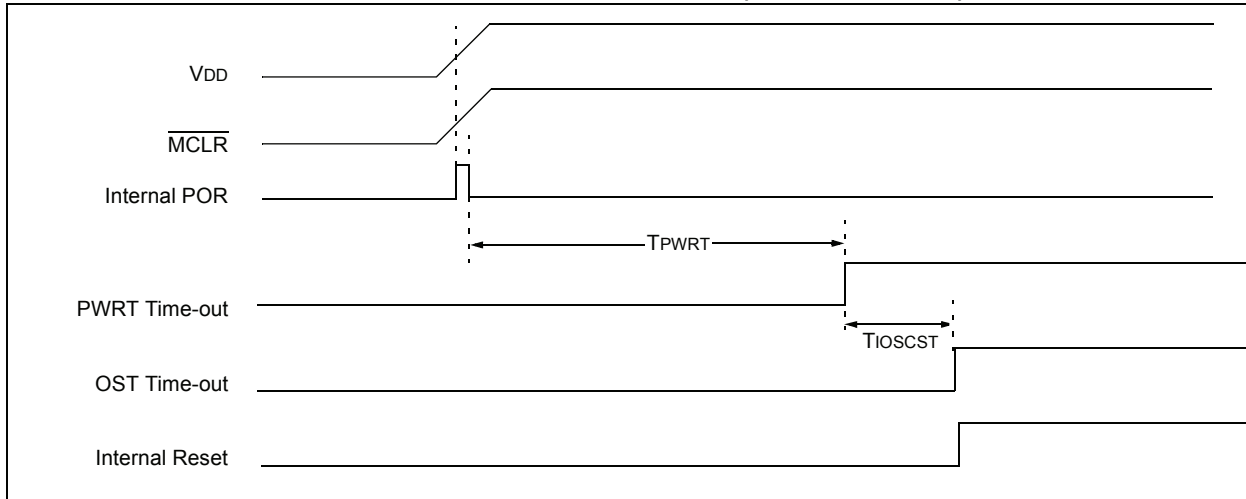 VDD
MCLR
Internal POR
TPWRT
PWRT Time-out
TIOSCST
OST Time-out
Internal Reset